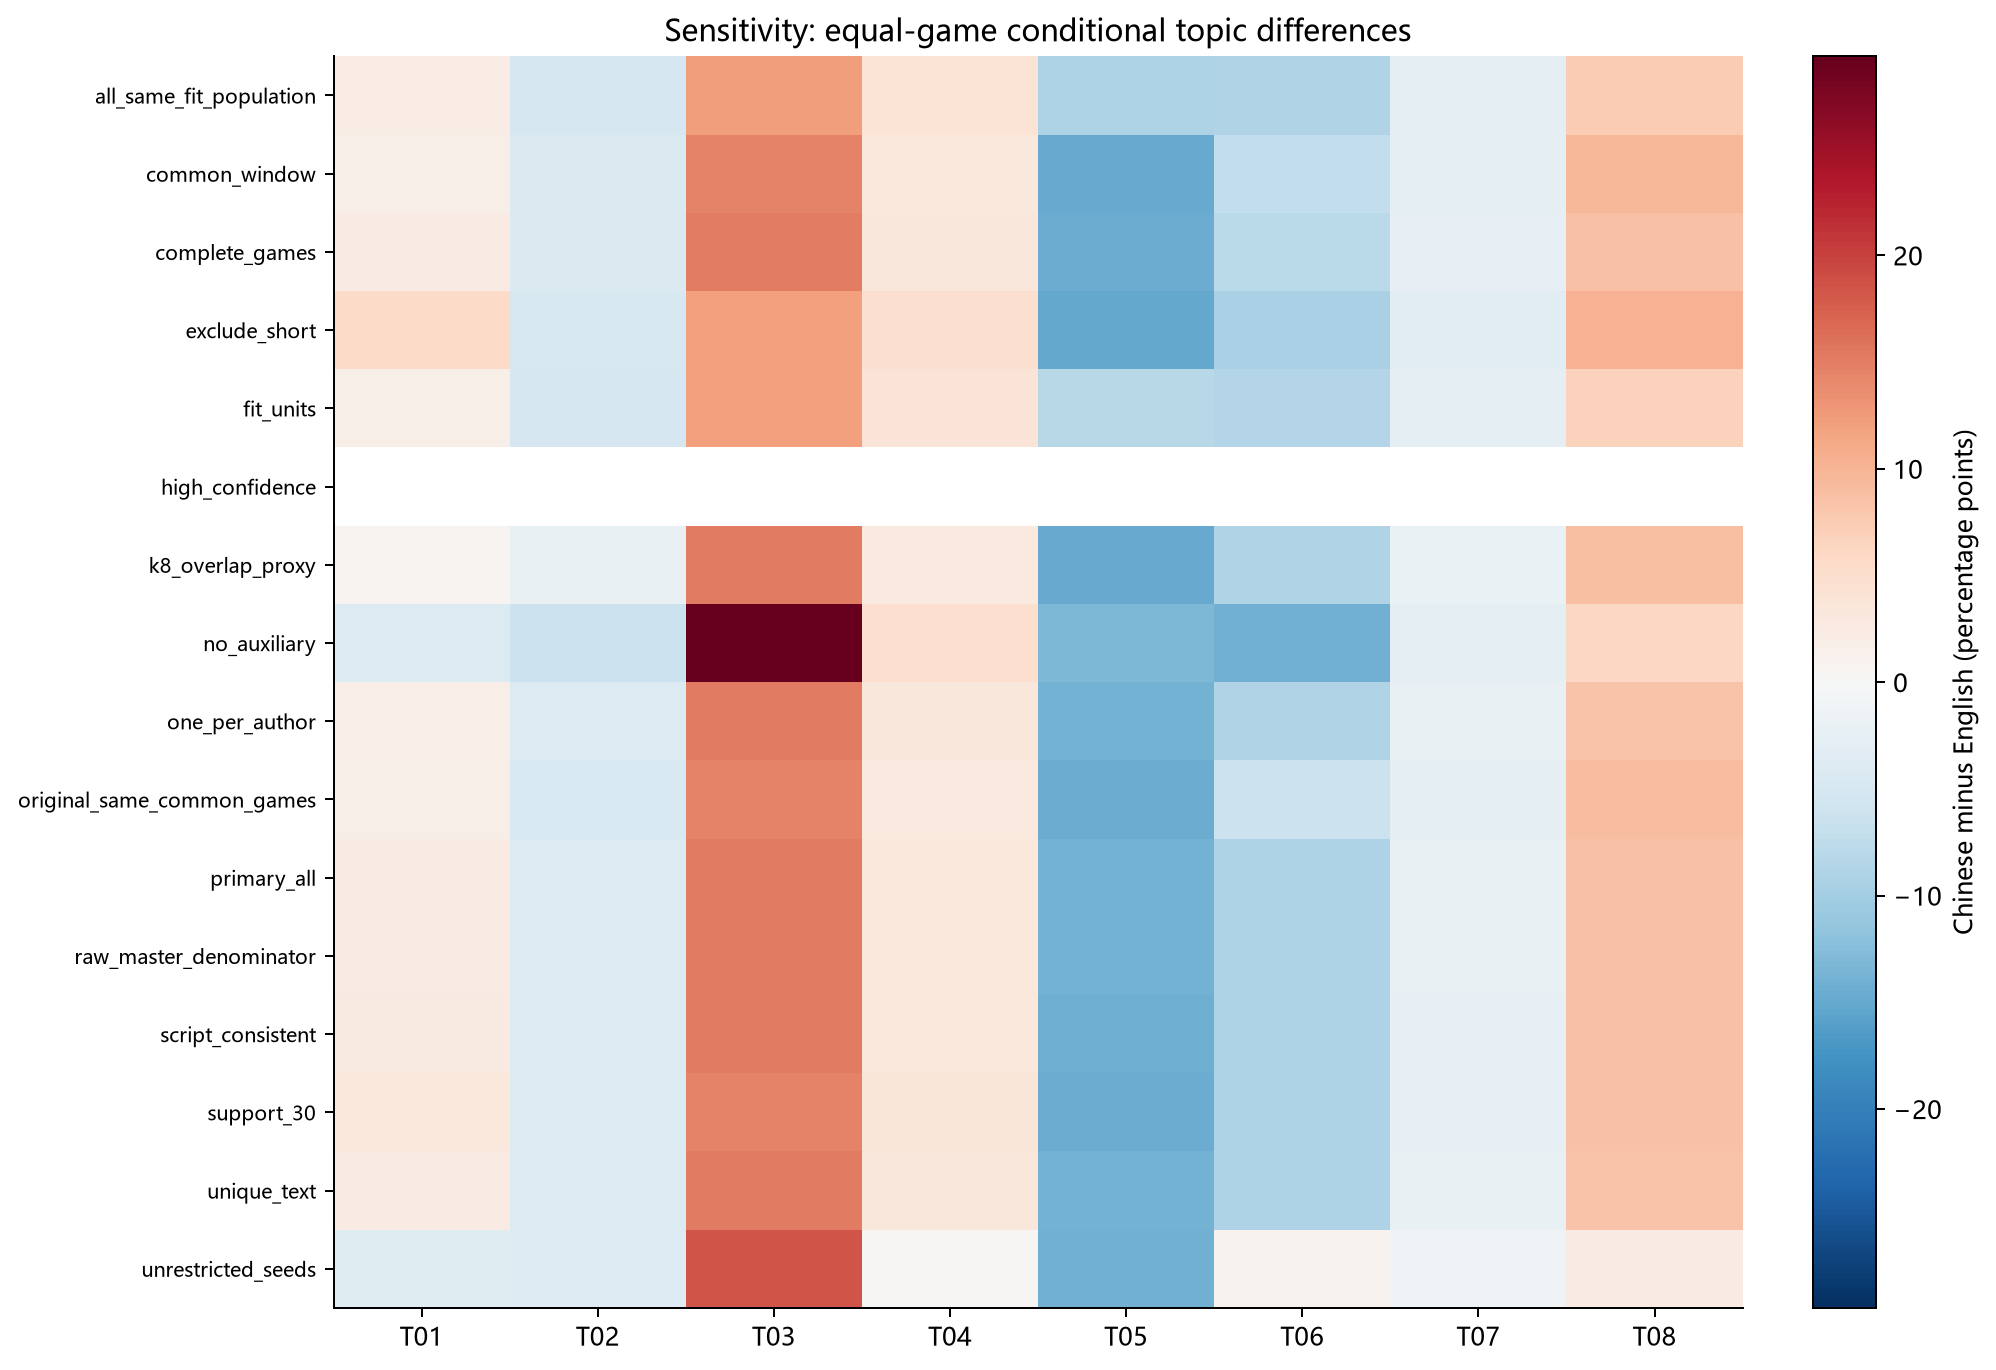 Sensitivity: equal-game conditional topic differences
all_same_fit_population
common_window
complete_games
exclude_short
fit_units
high_confidence
k8_overlap_proxy
no_auxiliary
one_per_author
original_same_common_games
primary_all
raw_master_denominator
script_consistent
support_30
unique_text
unrestricted_seeds
T01 T02 T03 T04 T05 T06 T07 T08
20
10
0
−10
−20
Chinese minus English (percentage points)